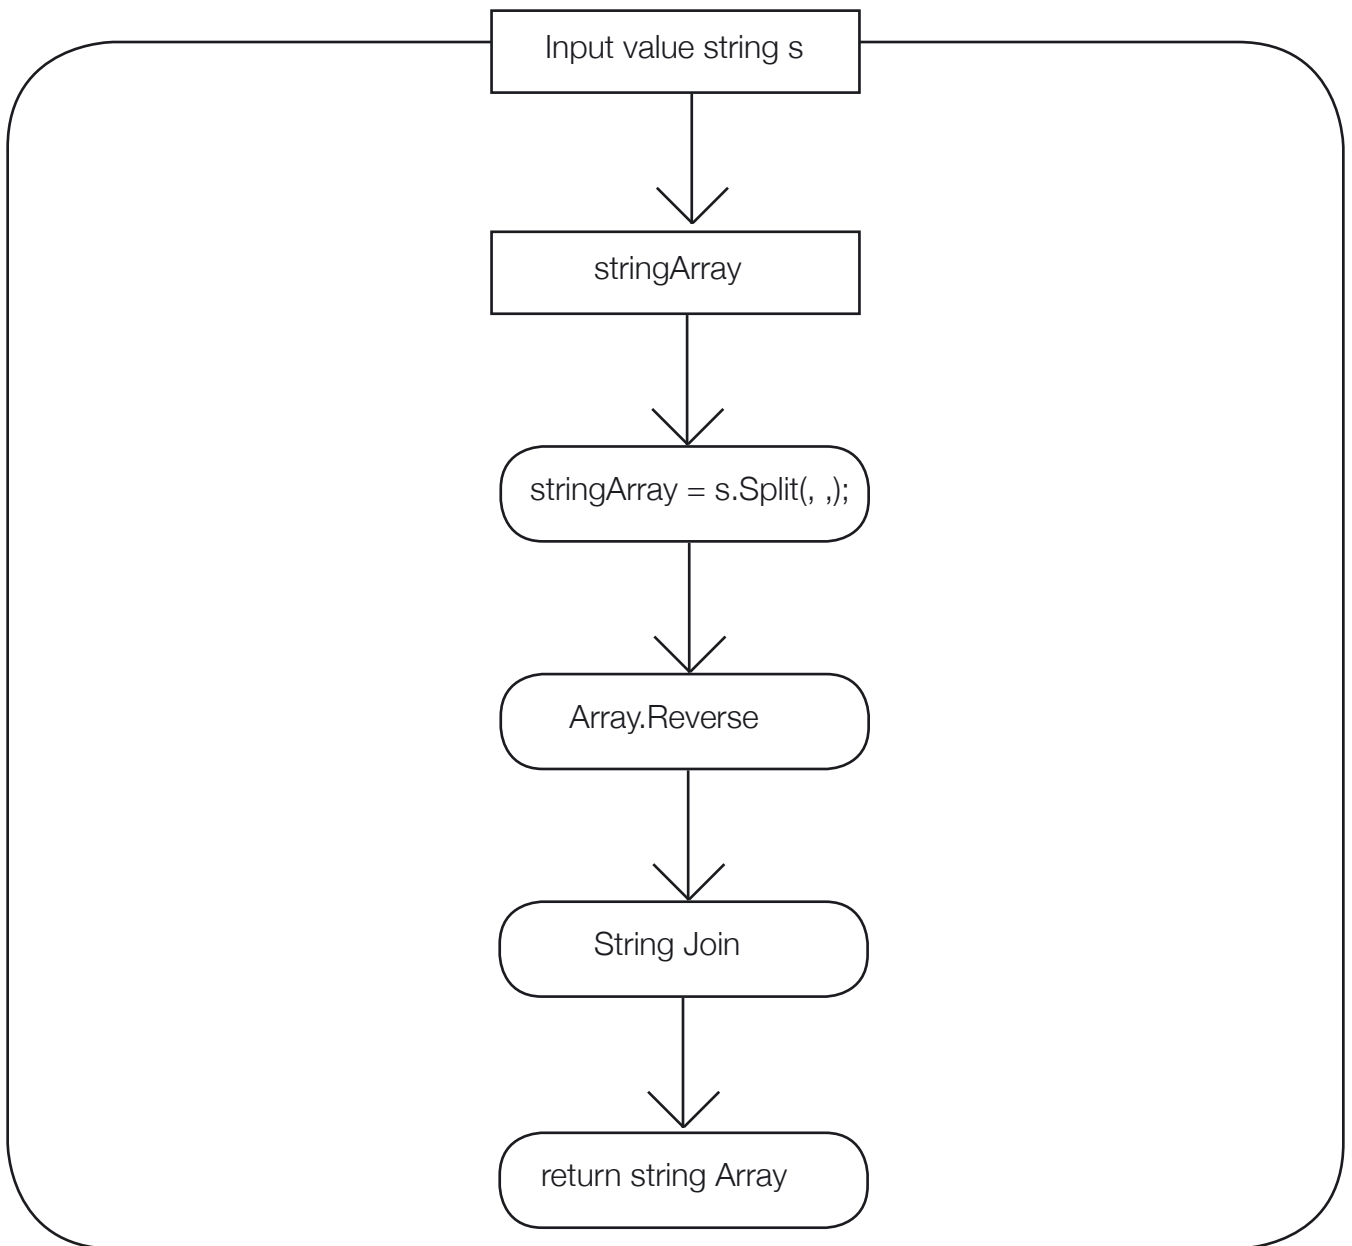 Input value string s
stringArray
stringArray = s.Split(, ,);
Array.Reverse
String Join
return string Array